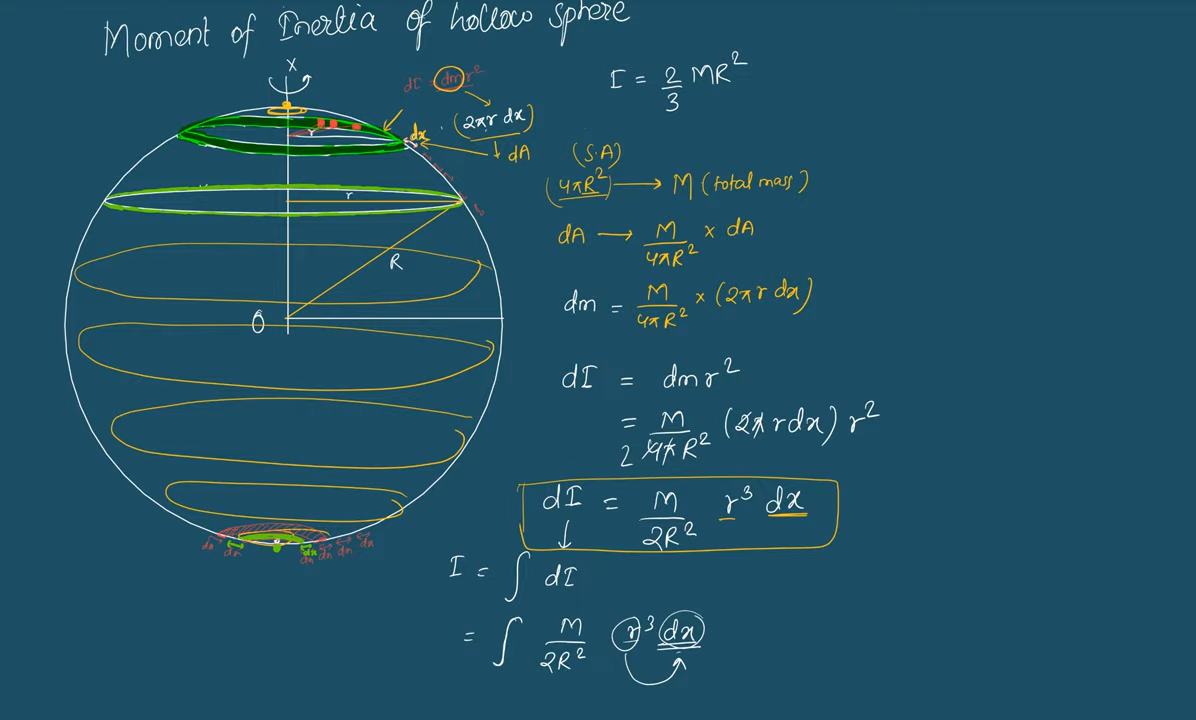 Moment of Inertia of hollow sphere
I = 2/3 MR²
X
dI = dm r²
(2πr dx)
dx
dA
r
r
R
O
(S.A)
(4πR²) → M (total mass)
dA → M/4πR² × dA
dm = M/4πR² × (2πr dx)
dI = dm r²
= M/4πR² (2πr dx) r²
2
dI = M/2R² r³ dx
I = ∫ dI
= ∫ M/2R² r³ dx